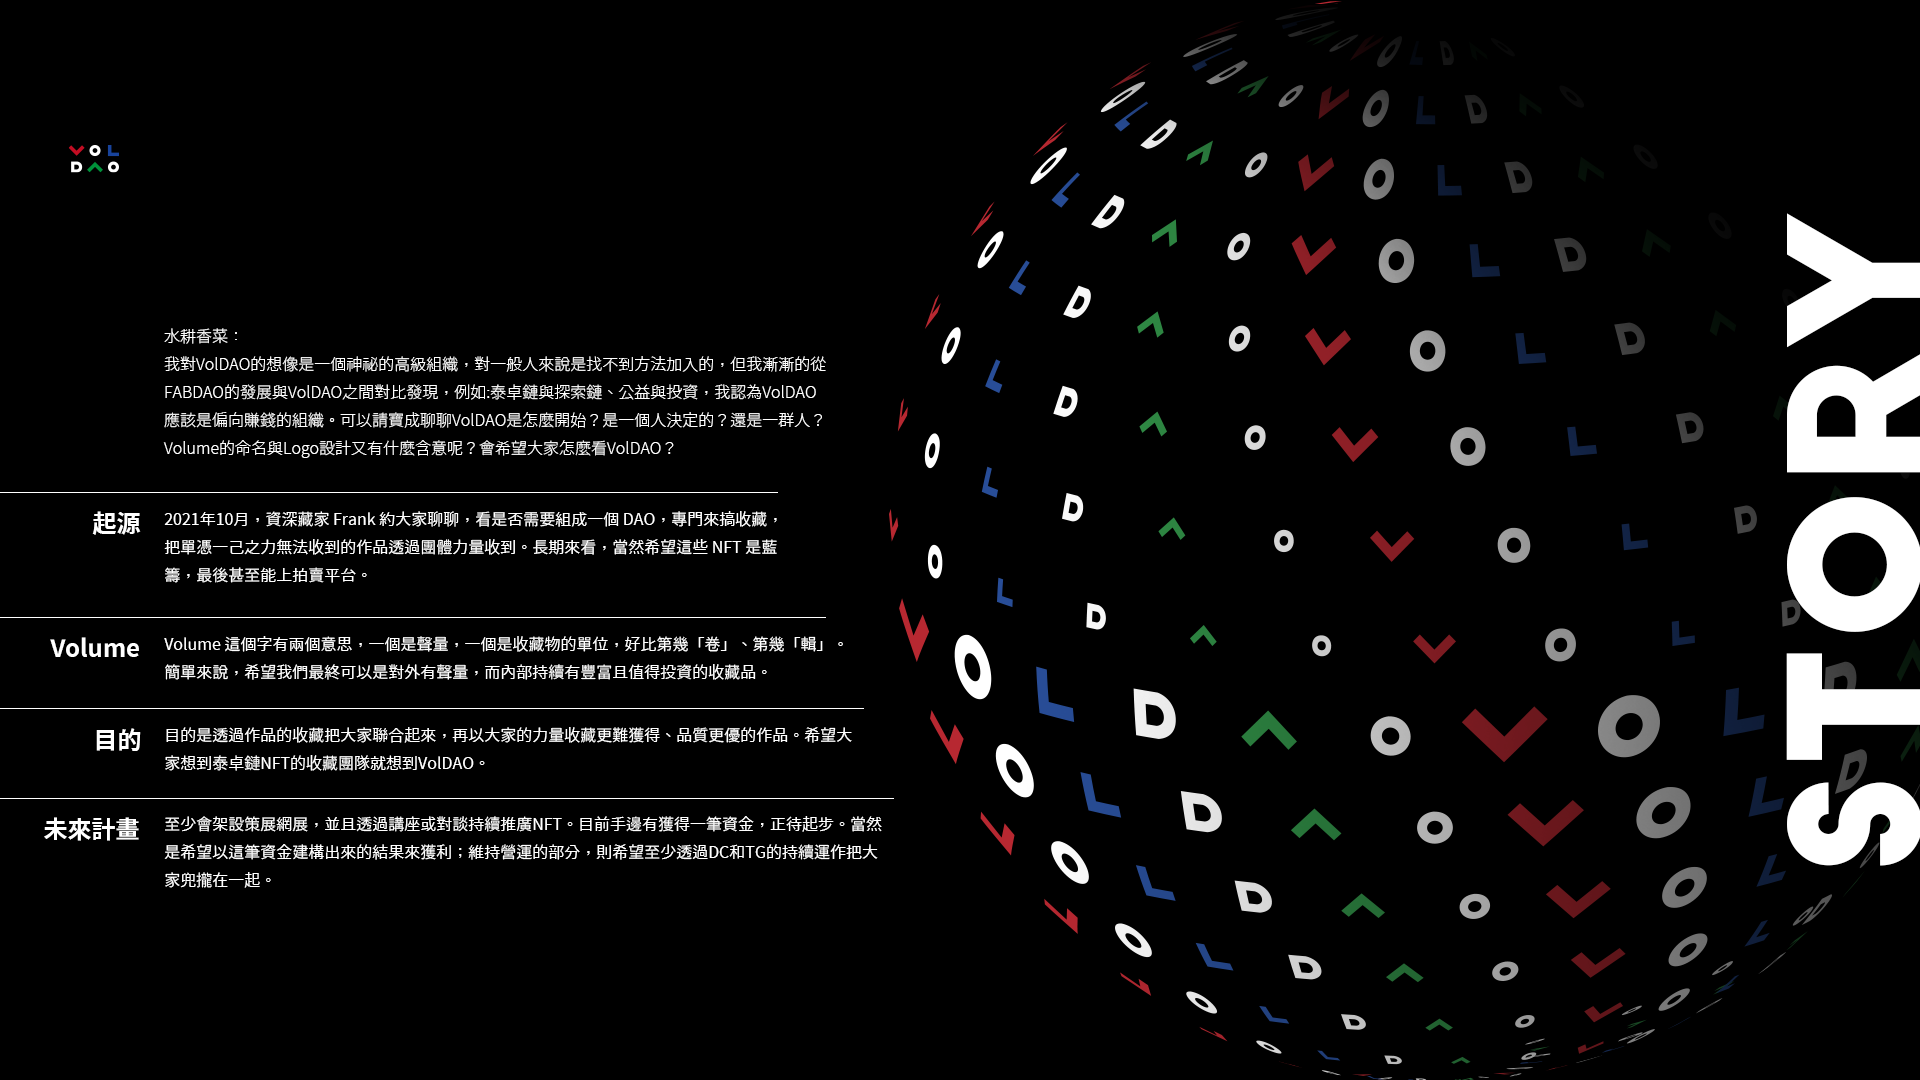 VOL
DAO
水耕香菜：
我對VolDAO的想像是一個神祕的高級組織，對一般人來說是找不到方法加入的，但我漸漸的從
FABDAO的發展與VolDAO之間對比發現，例如:泰卓鏈與探索鏈、公益與投資，我認為VolDAO
應該是偏向賺錢的組織。可以請寶成聊聊VolDAO是怎麼開始？是一個人決定的？還是一群人？
Volume的命名與Logo設計又有什麼含意呢？會希望大家怎麼看VolDAO？
起源
2021年10月，資深藏家 Frank 約大家聊聊，看是否需要組成一個 DAO，專門來搞收藏，
把單憑一己之力無法收到的作品透過團體力量收到。長期來看，當然希望這些 NFT 是藍
籌，最後甚至能上拍賣平台。
Volume
Volume 這個字有兩個意思，一個是聲量，一個是收藏物的單位，好比第幾「卷」、第幾「輯」。
簡單來說，希望我們最終可以是對外有聲量，而內部持續有豐富且值得投資的收藏品。
目的
目的是透過作品的收藏把大家聯合起來，再以大家的力量收藏更難獲得、品質更優的作品。希望大
家想到泰卓鏈NFT的收藏團隊就想到VolDAO。
未來計畫
至少會架設策展網展，並且透過講座或對談持續推廣NFT。目前手邊有獲得一筆資金，正待起步。當然
是希望以這筆資金建構出來的結果來獲利；維持營運的部分，則希望至少透過DC和TG的持續運作把大
家兜攏在一起。
STORY